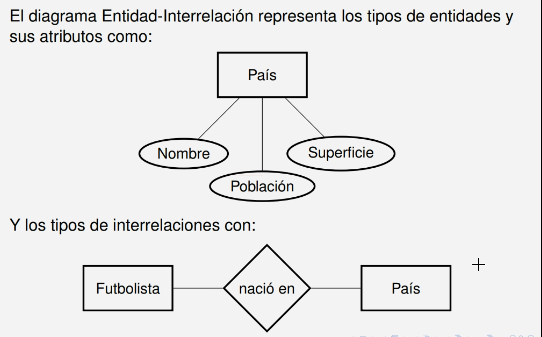 El diagrama Entidad-Interrelación representa los tipos de entidades y
sus atributos como:
País
Nombre
Superficie
Población
Y los tipos de interrelaciones con:
Futbolista
nació en
País